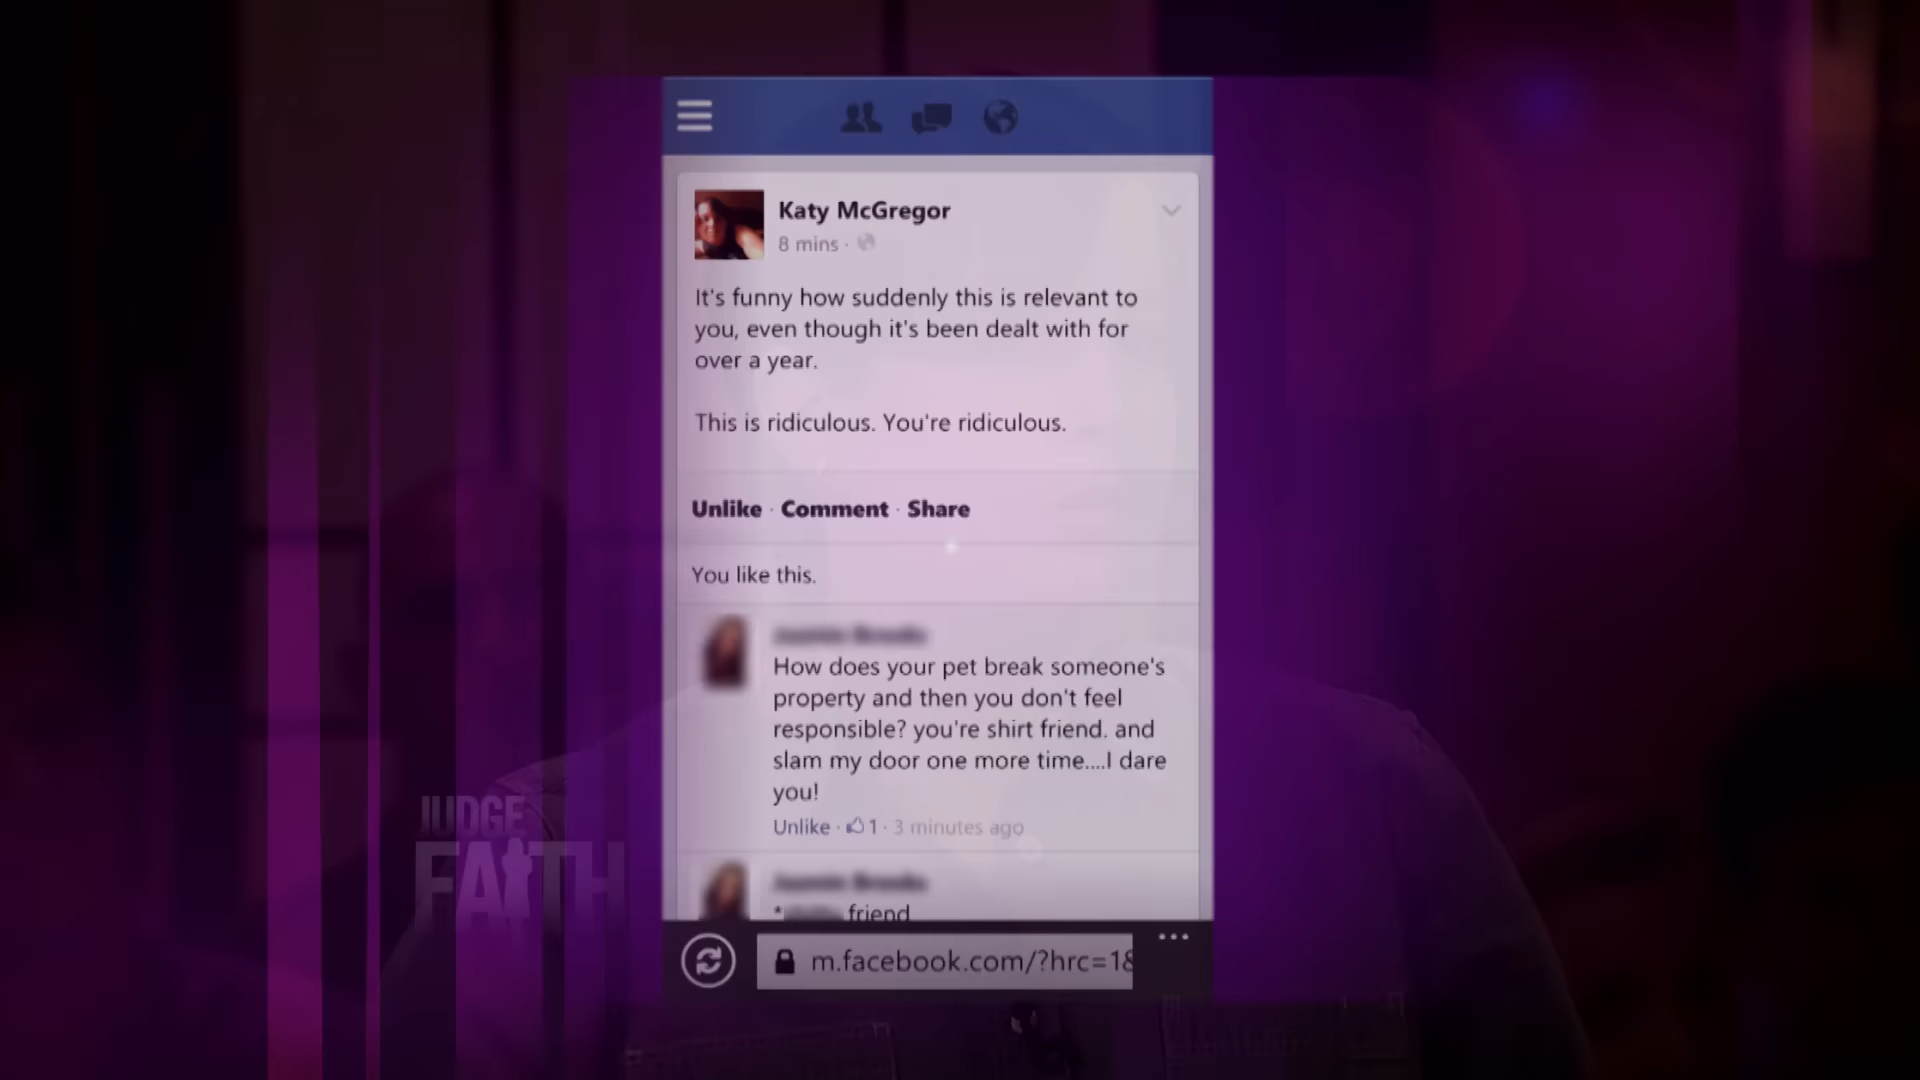 Katy McGregor
8 mins ·
It's funny how suddenly this is relevant to
you, even though it's been dealt with for
over a year.
This is ridiculous. You're ridiculous.
Unlike · Comment · Share
You like this.
How does your pet break someone's
property and then you don't feel
responsible? you're shirt friend. and
slam my door one more time....I dare
you!
Unlike · 1 · 3 minutes ago
* friend
m.facebook.com/?hrc=18
JUDGE
FAITH